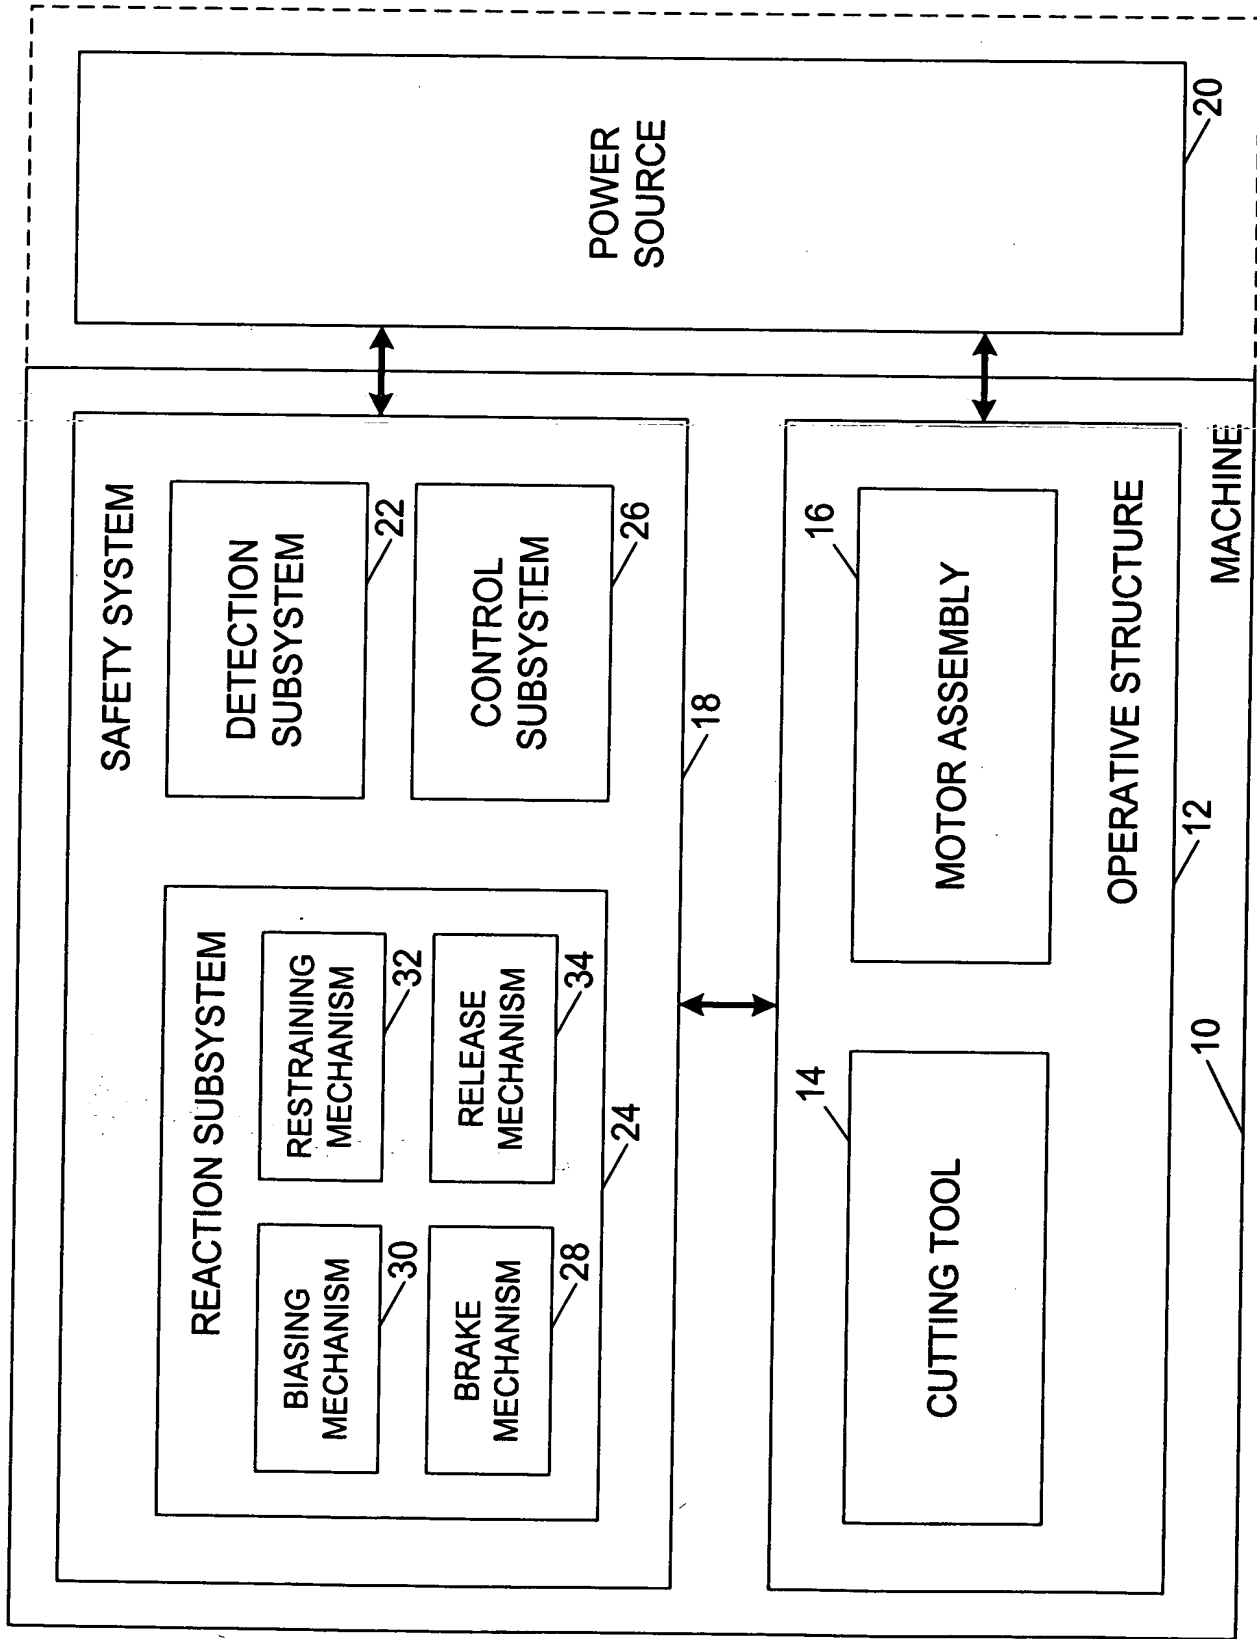 SAFETY SYSTEM
REACTION SUBSYSTEM
BIASING
MECHANISM
30
RESTRAINING
MECHANISM
32
BRAKE
MECHANISM
28
RELEASE
MECHANISM
34
24
DETECTION
SUBSYSTEM
22
CONTROL
SUBSYSTEM
26
18
14
CUTTING TOOL
16
MOTOR ASSEMBLY
OPERATIVE STRUCTURE
12
10
MACHINE
POWER
SOURCE
20